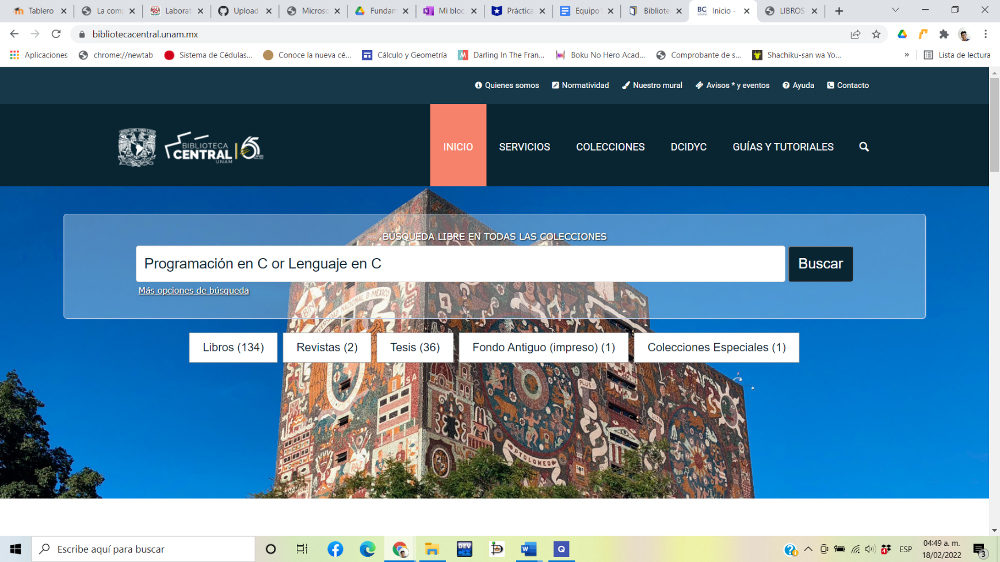 Tablero
La comp
Laborat
Upload
Micros
Fundam
Mi bloc
Práctica
Equipo
Bibliote
Inicio -
LIBROS
bibliotecacentral.unam.mx
Aplicaciones
chrome://newtab
Sistema de Cédulas...
Conoce la nueva cé...
Cálculo y Geometría
Darling In The Fran...
Boku No Hero Acad...
Comprobante de s...
Shachiku-san wa Yo...
»
Lista de lectura
Quienes somos
Normatividad
Nuestro mural
Avisos * y eventos
Ayuda
Contacto
BIBLIOTECA
CENTRAL
UNAM
65
INICIO
SERVICIOS
COLECCIONES
DCIDYC
GUÍAS Y TUTORIALES
BÚSQUEDA LIBRE EN TODAS LAS COLECCIONES
Programación en C or Lenguaje en C
Buscar
Más opciones de búsqueda
Libros (134)
Revistas (2)
Tesis (36)
Fondo Antiguo (impreso) (1)
Colecciones Especiales (1)
PTOLOMEO
Escribe aquí para buscar
ESP
04:49 a. m.
18/02/2022
3